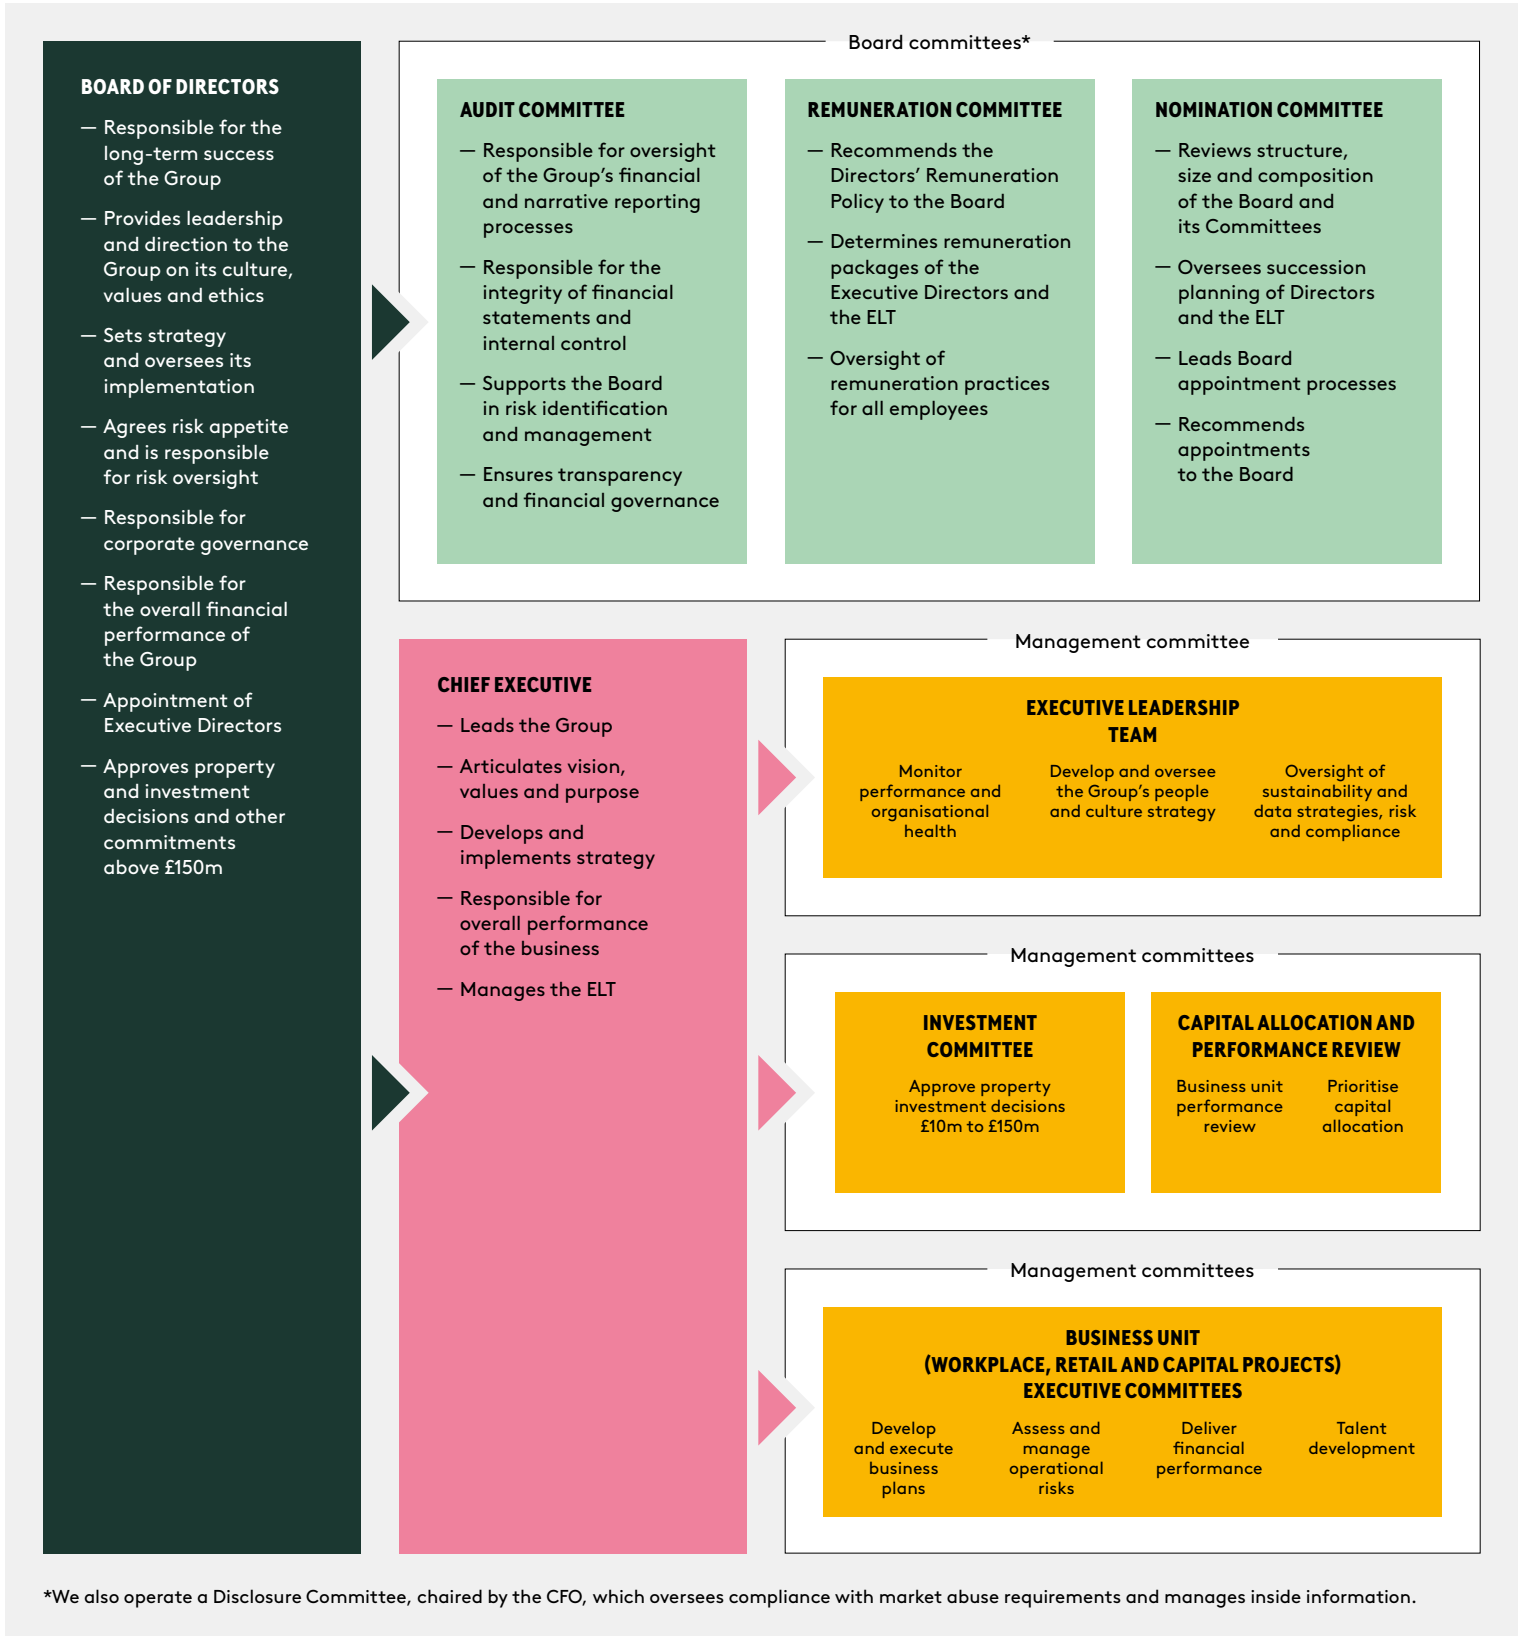 BOARD OF DIRECTORS
— Responsible for the
long-term success
of the Group
— Provides leadership
and direction to the
Group on its culture,
values and ethics
— Sets strategy
and oversees its
implementation
— Agrees risk appetite
and is responsible
for risk oversight
— Responsible for
corporate governance
— Responsible for
the overall financial
performance of
the Group
— Appointment of
Executive Directors
— Approves property
and investment
decisions and other
commitments
above £150m
Board committees*
AUDIT COMMITTEE
— Responsible for oversight
of the Group’s financial
and narrative reporting
processes
— Responsible for the
integrity of financial
statements and
internal control
— Supports the Board
in risk identification
and management
— Ensures transparency
and financial governance
REMUNERATION COMMITTEE
— Recommends the
Directors’ Remuneration
Policy to the Board
— Determines remuneration
packages of the
Executive Directors and
the ELT
— Oversight of
remuneration practices
for all employees
NOMINATION COMMITTEE
— Reviews structure,
size and composition
of the Board and
its Committees
— Oversees succession
planning of Directors
and the ELT
— Leads Board
appointment processes
— Recommends
appointments
to the Board
CHIEF EXECUTIVE
— Leads the Group
— Articulates vision,
values and purpose
— Develops and
implements strategy
— Responsible for
overall performance
of the business
— Manages the ELT
Management committee
EXECUTIVE LEADERSHIP
TEAM
Monitor
performance and
organisational
health
Develop and oversee
the Group’s people
and culture strategy
Oversight of
sustainability and
data strategies, risk
and compliance
Management committees
INVESTMENT
COMMITTEE
Approve property
investment decisions
£10m to £150m
CAPITAL ALLOCATION AND
PERFORMANCE REVIEW
Business unit
performance
review
Prioritise
capital
allocation
Management committees
BUSINESS UNIT
(WORKPLACE, RETAIL AND CAPITAL PROJECTS)
EXECUTIVE COMMITTEES
Develop
and execute
business
plans
Assess and
manage
operational
risks
Deliver
financial
performance
Talent
development
*We also operate a Disclosure Committee, chaired by the CFO, which oversees compliance with market abuse requirements and manages inside information.